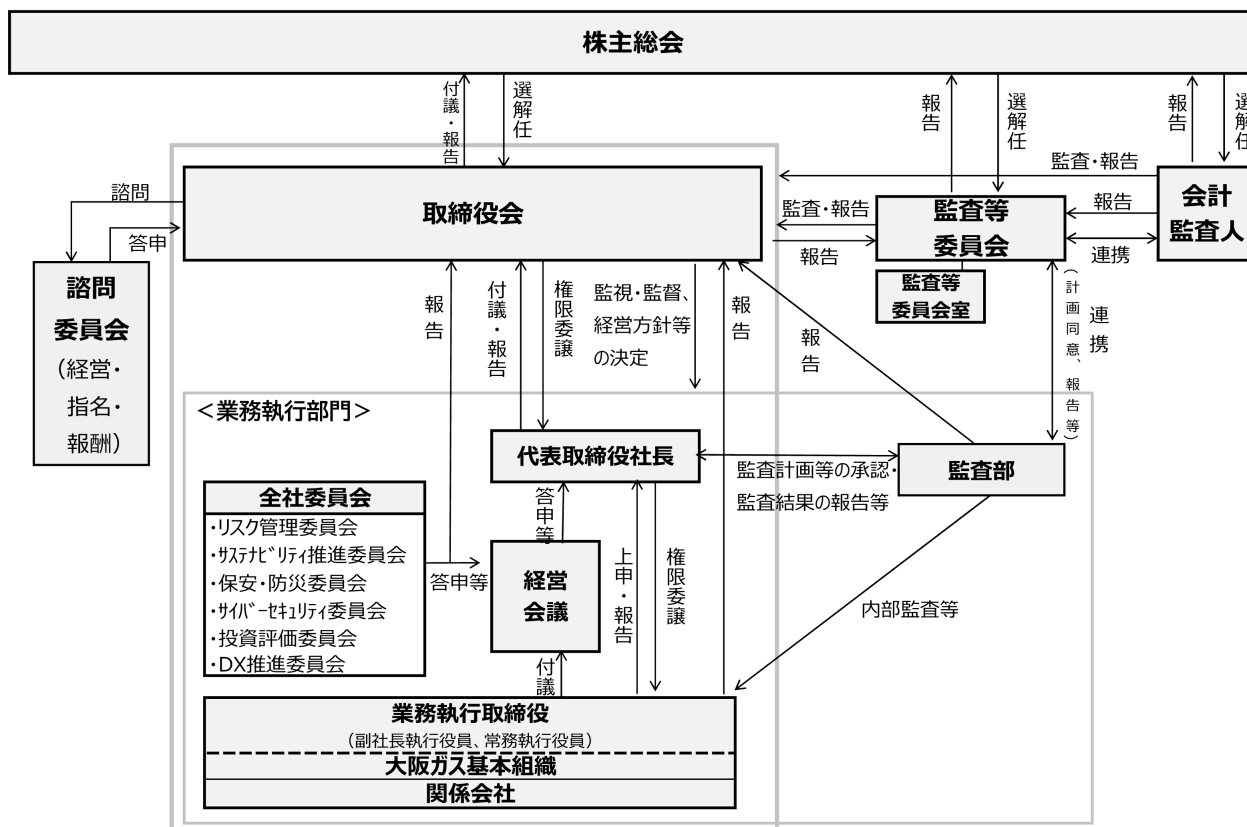 株主総会
付議・報告
選解任
報告
選解任
報告
選解任
諮問
答申
取締役会
監査・報告
監査・報告
報告
監査等
委員会
監査等
委員会室
報告
連携
会計
監査人
諮問
委員会
(経営・
指名・
報酬)
報告
付議・報告
権限委譲
監視・監督、
経営方針等
の決定
報告
報告
連携
(計画同意、報告等)
<業務執行部門>
代表取締役社長
監査計画等の承認・
監査結果の報告等
監査部
全社委員会
・リスク管理委員会
・ｻｽﾃﾅﾋﾞﾘﾃｨ推進委員会
・保安・防災委員会
・ｻｲﾊﾞｰｾｷｭﾘﾃｨ委員会
・投資評価委員会
・DX推進委員会
答申等
答申等
経営
会議
付議
上申・報告
権限委譲
内部監査等
業務執行取締役
(副社長執行役員、常務執行役員)
大阪ガス基本組織
関係会社